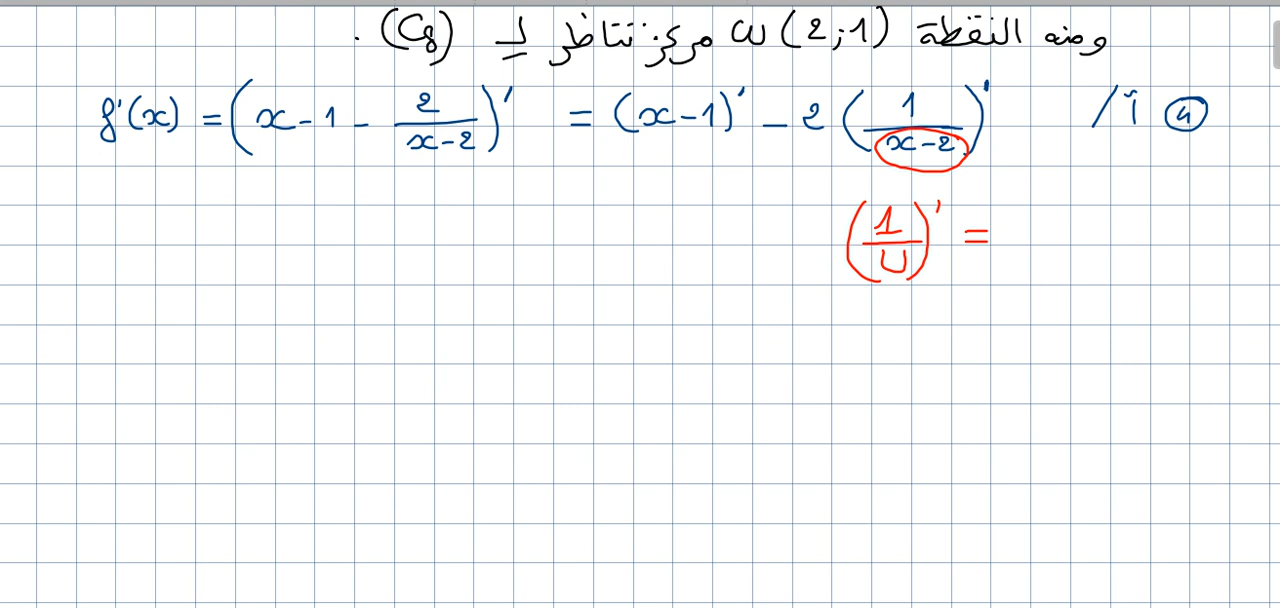 ومنه النقطة ω(2;1) مركز تناظر لـ (Cf) .
④ أ/ f'(x) = (x-1 - 2/(x-2))' = (x-1)' - 2(1/(x-2))'
(1/U)' =